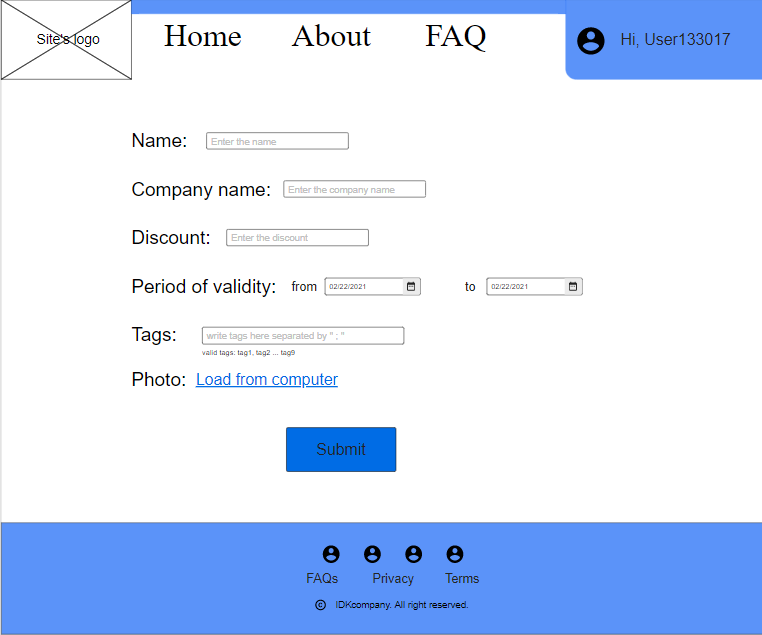 Site's logo
Home About FAQ
Hi, User133017
Name: Enter the name
Company name: Enter the company name
Discount: Enter the discount
Period of validity: from 02/22/2021 to 02/22/2021
Tags: write tags here separated by " ; "
valid tags: tag1, tag2 ... tag9
Photo: Load from computer
Submit
FAQs Privacy Terms
© IDKcompany. All right reserved.